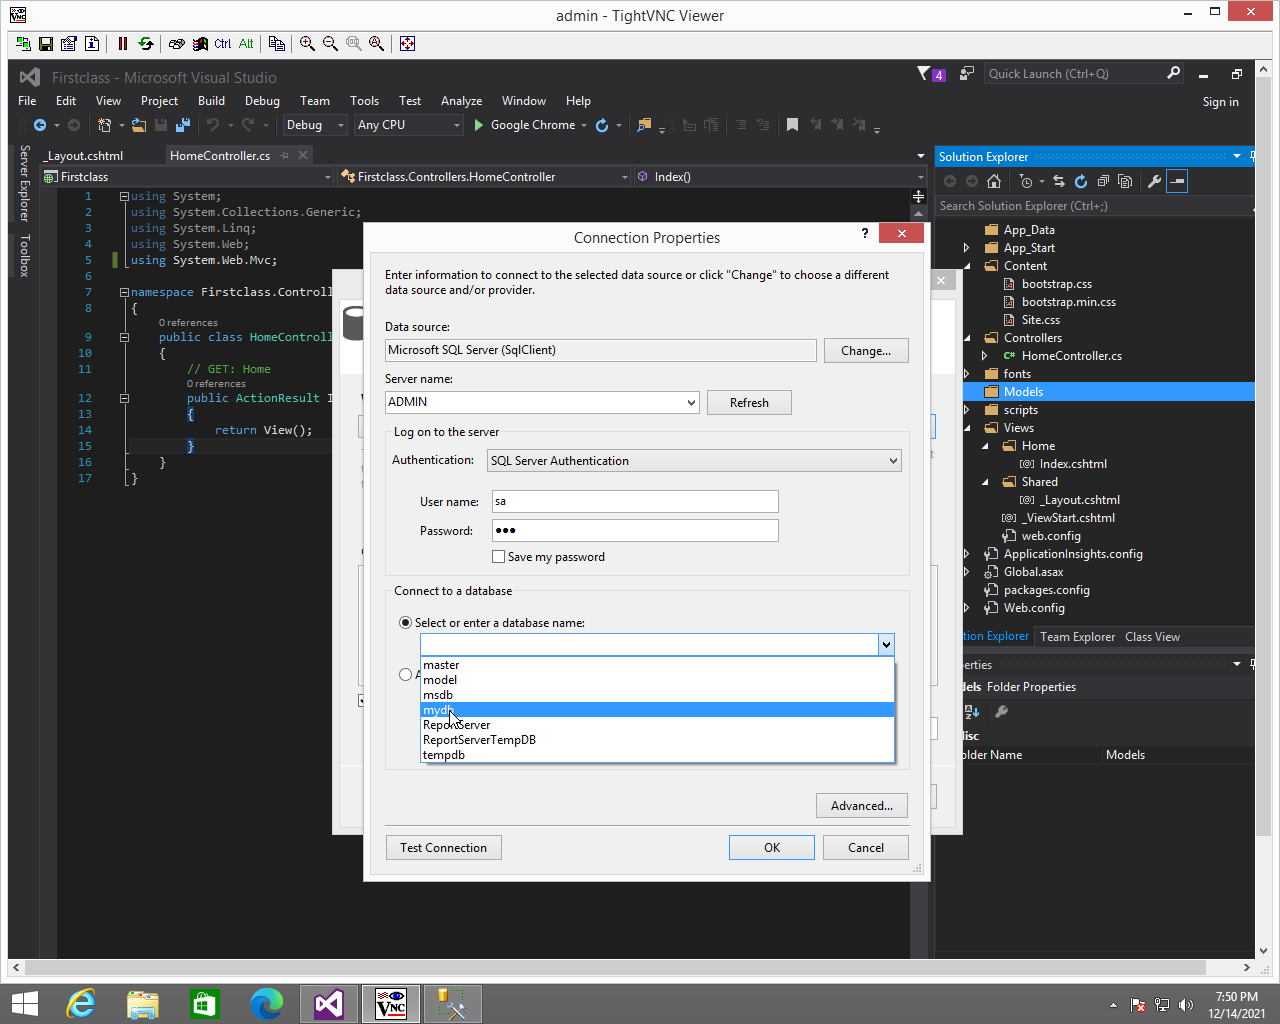 admin - TightVNC Viewer
Ctrl Alt
Firstclass - Microsoft Visual Studio
4
Quick Launch (Ctrl+Q)
File Edit View Project Build Debug Team Tools Test Analyze Window Help
Sign in
Debug Any CPU Google Chrome
Server Explorer
Toolbox
_Layout.cshtml HomeController.cs
Firstclass Firstclass.Controllers.HomeController Index()
1 using System;
2 using System.Collections.Generic;
3 using System.Linq;
4 using System.Web;
5 using System.Web.Mvc;
6
7 namespace Firstclass.Control
8 {
0 references
9 public class HomeControll
10 {
11 // GET: Home
0 references
12 public ActionResult I
13 {
14 return View();
15 }
16 }
17 }
Connection Properties
?
Enter information to connect to the selected data source or click "Change" to choose a different
data source and/or provider.
Data source:
Microsoft SQL Server (SqlClient)
Change...
Server name:
ADMIN
Refresh
Log on to the server
Authentication: SQL Server Authentication
User name: sa
Password: ●●●
Save my password
Connect to a database
Select or enter a database name:
master
model
msdb
mydb
ReportServer
ReportServerTempDB
tempdb
Advanced...
Test Connection OK Cancel
Solution Explorer
Search Solution Explorer (Ctrl+;)
App_Data
App_Start
Content
bootstrap.css
bootstrap.min.css
Site.css
Controllers
C# HomeController.cs
fonts
Models
scripts
Views
Home
Index.cshtml
Shared
_Layout.cshtml
_ViewStart.cshtml
web.config
ApplicationInsights.config
Global.asax
packages.config
Web.config
tion Explorer Team Explorer Class View
perties
dels Folder Properties
Misc
older Name Models
7:50 PM
12/14/2021